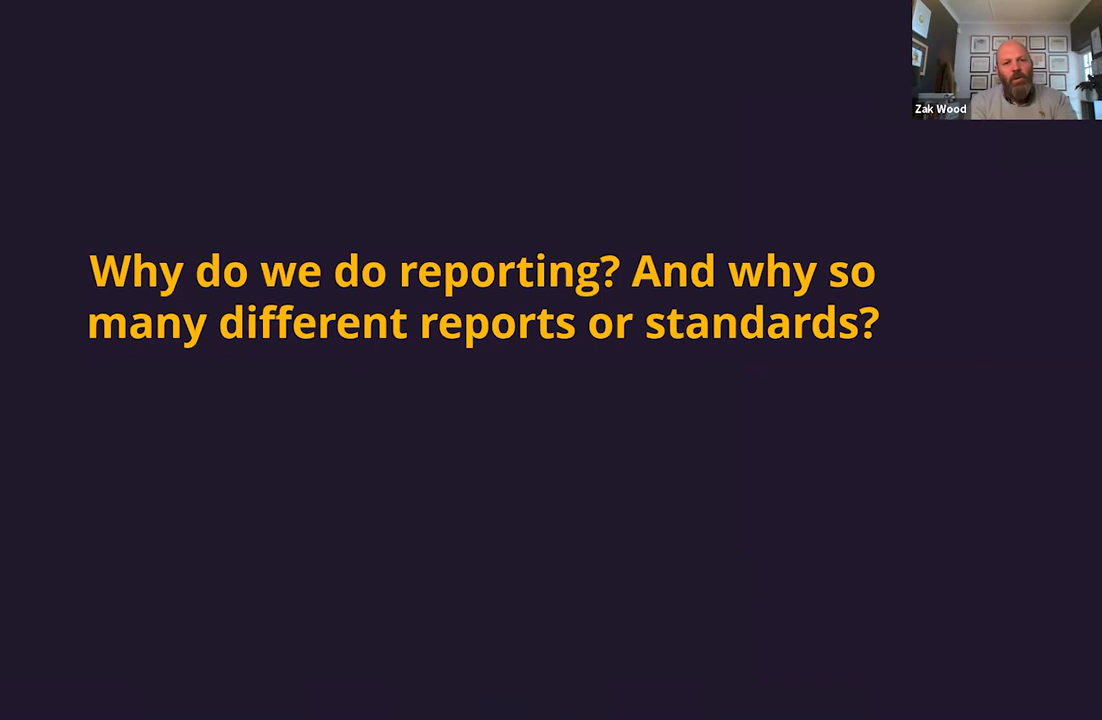 Zak Wood
Why do we do reporting? And why so
many different reports or standards?